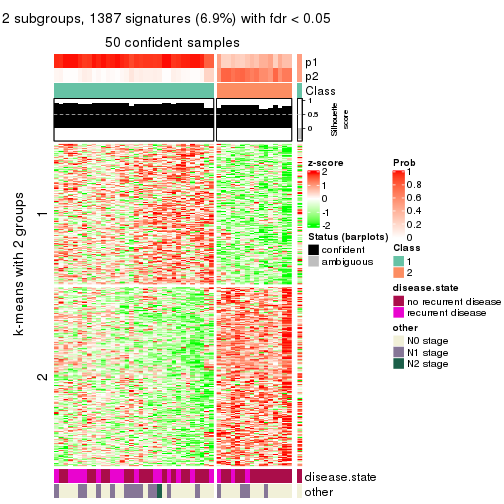 2 subgroups, 1387 signatures (6.9%) with fdr < 0.05
50 confident samples
p1
p2
Class
1
0.5
0
Silhouette
score
k-means with 2 groups
1
2
z-score
2
1
0
-1
-2
Status (barplots)
confident
ambiguous
Prob
1
0.8
0.6
0.4
0.2
0
Class
1
2
disease.state
no recurrent disease
recurrent disease
other
N0 stage
N1 stage
N2 stage
disease.state
other